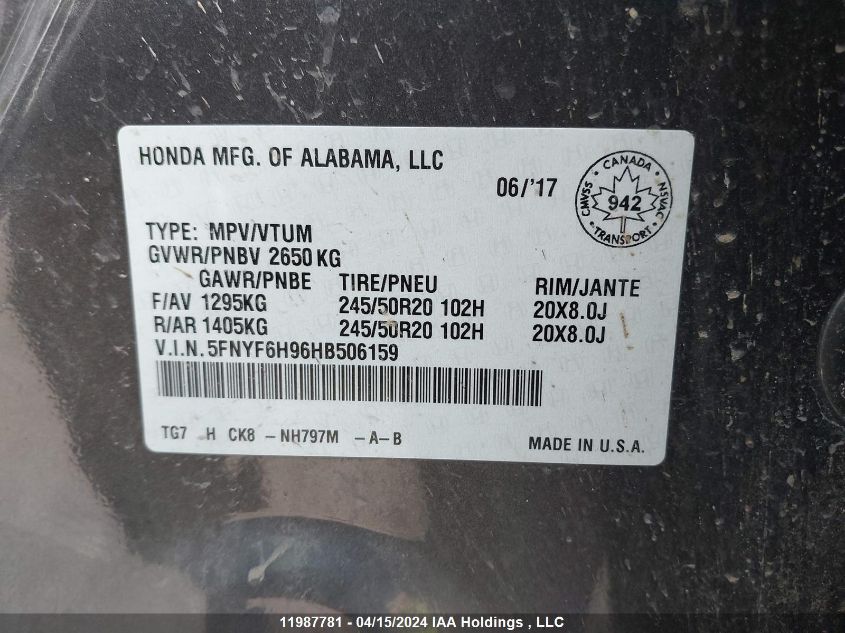 HONDA MFG. OF ALABAMA, LLC
06/'17
CANADA
CMVSS 942 NSVAC
TRANSPORT
TYPE: MPV/VTUM
GVWR/PNBV 2650 KG
GAWR/PNBE TIRE/PNEU RIM/JANTE
F/AV 1295KG 245/50R20 102H 20X8.0J
R/AR 1405KG 245/50R20 102H 20X8.0J
V.I.N. 5FNYF6H96HB506159
TG7 H CK8 - NH797M -A-B
MADE IN U.S.A.
11987781 - 04/15/2024 IAA Holdings , LLC